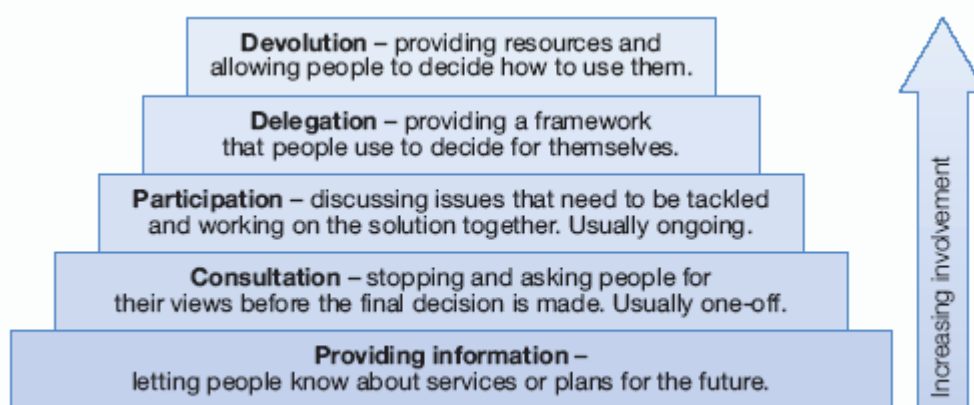 Devolution – providing resources and
allowing people to decide how to use them.
Delegation – providing a framework
that people use to decide for themselves.
Participation – discussing issues that need to be tackled
and working on the solution together. Usually ongoing.
Consultation – stopping and asking people for
their views before the final decision is made. Usually one-off.
Providing information –
letting people know about services or plans for the future.
Increasing involvement